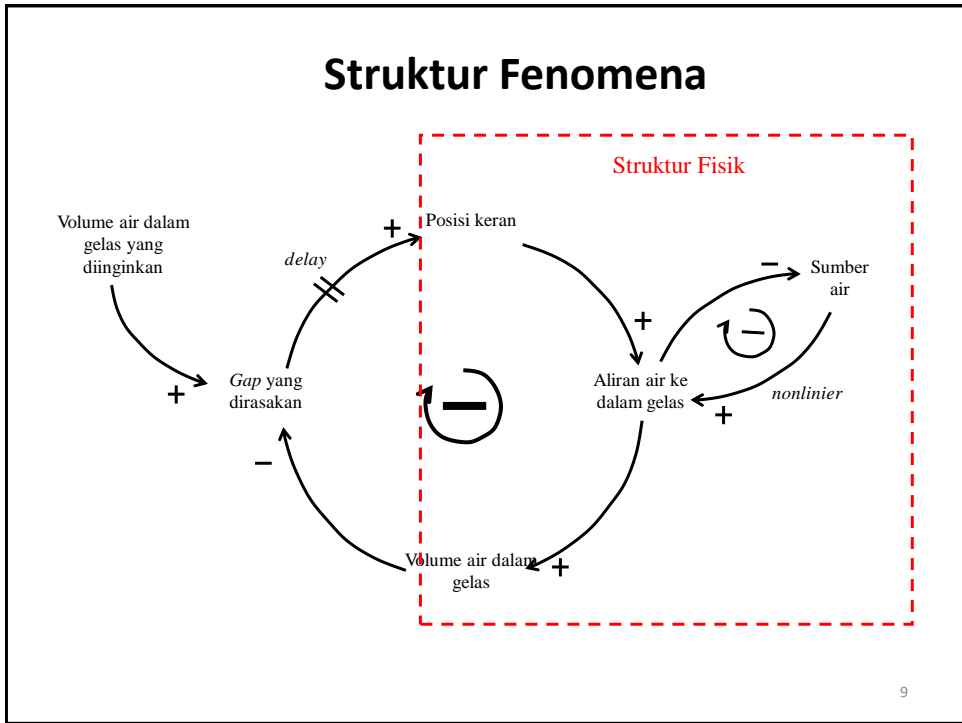 Struktur Fenomena
Struktur Fisik
Volume air dalam
gelas yang
diinginkan
delay
+
Posisi keran
−
Sumber
air
+
−
nonlinier
+
+
Gap yang
dirasakan
−
Aliran air ke
dalam gelas
−
Volume air dalam
gelas
+
9